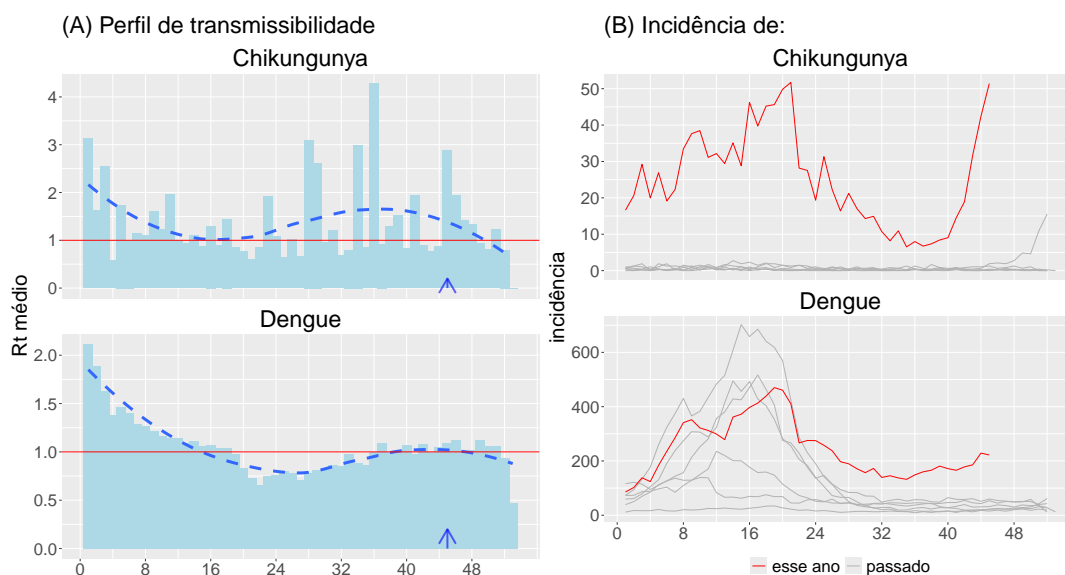 (A) Perfil de transmissibilidade
Chikungunya
4
3
2
1
0
Dengue
2.0
1.5
1.0
0.5
0.0
0 8 16 24 32 40 48
Rt médio
(B) Incidência de:
Chikungunya
50
40
30
20
10
0
Dengue
600
400
200
0
0 8 16 24 32 40 48
incidência
esse ano passado